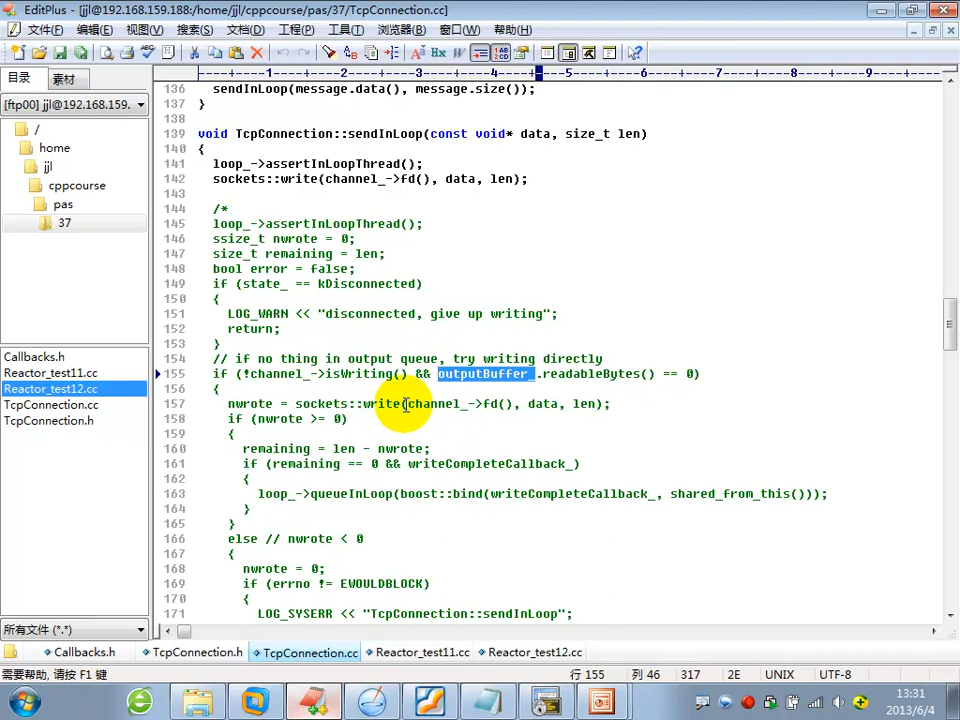 EditPlus - [jjl@192.168.159.188:/home/jjl/cppcourse/pas/37/TcpConnection.cc]
文件(F) 编辑(E) 视图(V) 搜索(S) 文档(D) 工程(P) 工具(T) 浏览器(B) 窗口(W) 帮助(H)
目录 素材
----+----1----+----2----+----3----+----4----+----5----+----6----+----7----+----8----+----9----+----
[ftp00] jjl@192.168.159.
/
home
jjl
cppcourse
pas
37
Callbacks.h
Reactor_test11.cc
Reactor_test12.cc
TcpConnection.cc
TcpConnection.h
所有文件 (*.*)
136 sendInLoop(message.data(), message.size());
137 }
138
139 void TcpConnection::sendInLoop(const void* data, size_t len)
140 {
141 loop_->assertInLoopThread();
142 sockets::write(channel_->fd(), data, len);
143
144 /*
145 loop_->assertInLoopThread();
146 ssize_t nwrote = 0;
147 size_t remaining = len;
148 bool error = false;
149 if (state_ == kDisconnected)
150 {
151 LOG_WARN << "disconnected, give up writing";
152 return;
153 }
154 // if no thing in output queue, try writing directly
155 if (!channel_->isWriting() && outputBuffer_.readableBytes() == 0)
156 {
157 nwrote = sockets::write(channel_->fd(), data, len);
158 if (nwrote >= 0)
159 {
160 remaining = len - nwrote;
161 if (remaining == 0 && writeCompleteCallback_)
162 {
163 loop_->queueInLoop(boost::bind(writeCompleteCallback_, shared_from_this()));
164 }
165 }
166 else // nwrote < 0
167 {
168 nwrote = 0;
169 if (errno != EWOULDBLOCK)
170 {
171 LOG_SYSERR << "TcpConnection::sendInLoop";
Callbacks.h TcpConnection.h TcpConnection.cc Reactor_test11.cc Reactor_test12.cc
需要帮助, 请按 F1 键 行 155 列 46 317 2E UNIX UTF-8
13:31
2013/6/4